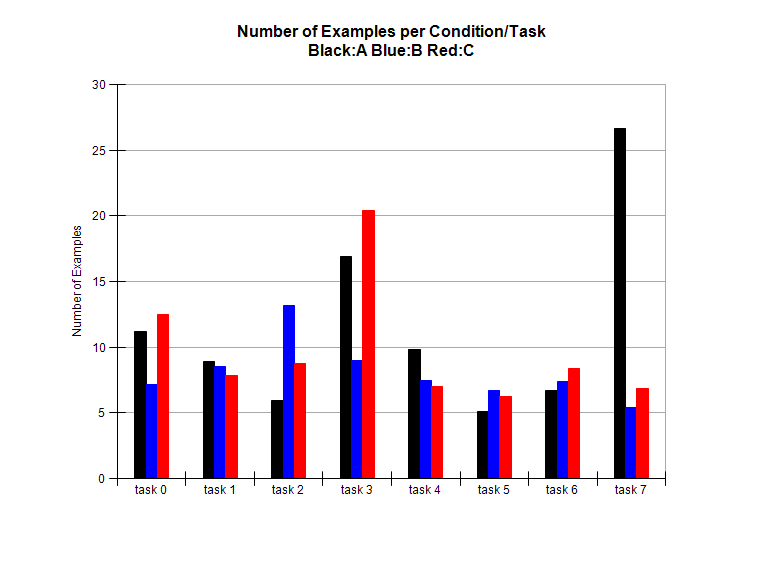 Number of Examples per Condition/Task
Black:A Blue:B Red:C
30
25
20
15
10
5
0
Number of Examples
task 0 task 1 task 2 task 3 task 4 task 5 task 6 task 7